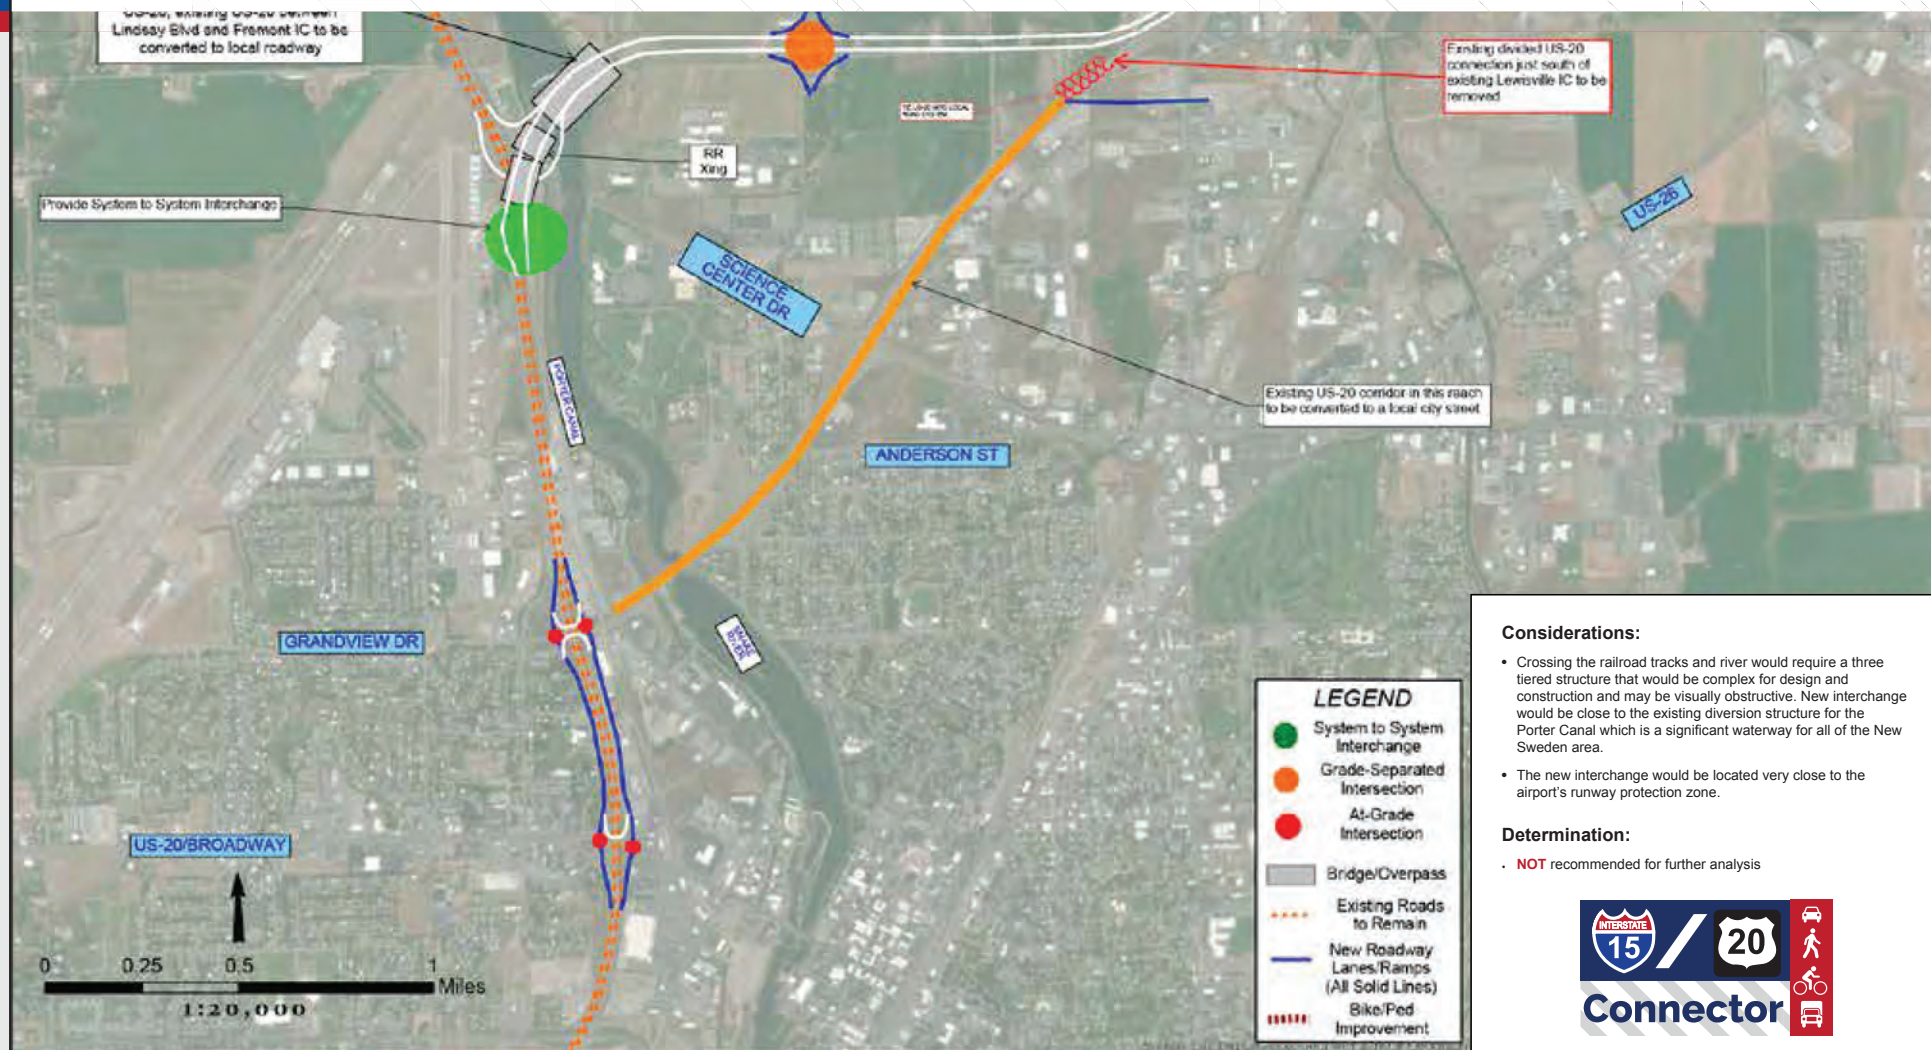 US-20, existing US-20 between
Lindsay Blvd and Fremont IC to be
converted to local roadway
Existing divided US-20
connection just south of
existing Lewisville IC to be
removed
RR
Xing
Provide System to System Interchange
US-26
SCIENCE
CENTER DR
PORTER CANAL
Existing US-20 corridor in this reach
to be converted to a local city street
ANDERSON ST
GRANDVIEW DR
SNAKE
RIVER
US-20/BROADWAY
0 0.25 0.5 1
Miles
1:20,000
LEGEND
System to System
Interchange
Grade-Separated
Intersection
At-Grade
Intersection
Bridge/Overpass
Existing Roads
to Remain
New Roadway
Lanes/Ramps
(All Solid Lines)
Bike/Ped
Improvement
Considerations:
• Crossing the railroad tracks and river would require a three
tiered structure that would be complex for design and
construction and may be visually obstructive. New interchange
would be close to the existing diversion structure for the
Porter Canal which is a significant waterway for all of the New
Sweden area.
• The new interchange would be located very close to the
airport's runway protection zone.
Determination:
• NOT recommended for further analysis
INTERSTATE
15
20
Connector